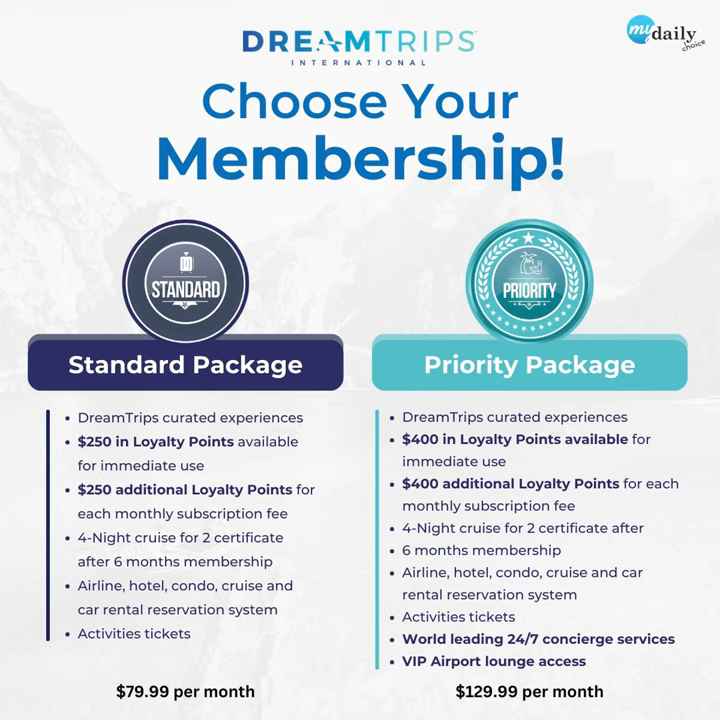 DREAMTRIPS
INTERNATIONAL
my daily
choice
Choose Your
Membership!
STANDARD
Standard Package
• DreamTrips curated experiences
• $250 in Loyalty Points available
for immediate use
• $250 additional Loyalty Points for
each monthly subscription fee
• 4-Night cruise for 2 certificate
after 6 months membership
• Airline, hotel, condo, cruise and
car rental reservation system
• Activities tickets
$79.99 per month
PRIORITY
Priority Package
• DreamTrips curated experiences
• $400 in Loyalty Points available for
immediate use
• $400 additional Loyalty Points for each
monthly subscription fee
• 4-Night cruise for 2 certificate after
• 6 months membership
• Airline, hotel, condo, cruise and car
rental reservation system
• Activities tickets
• World leading 24/7 concierge services
• VIP Airport lounge access
$129.99 per month